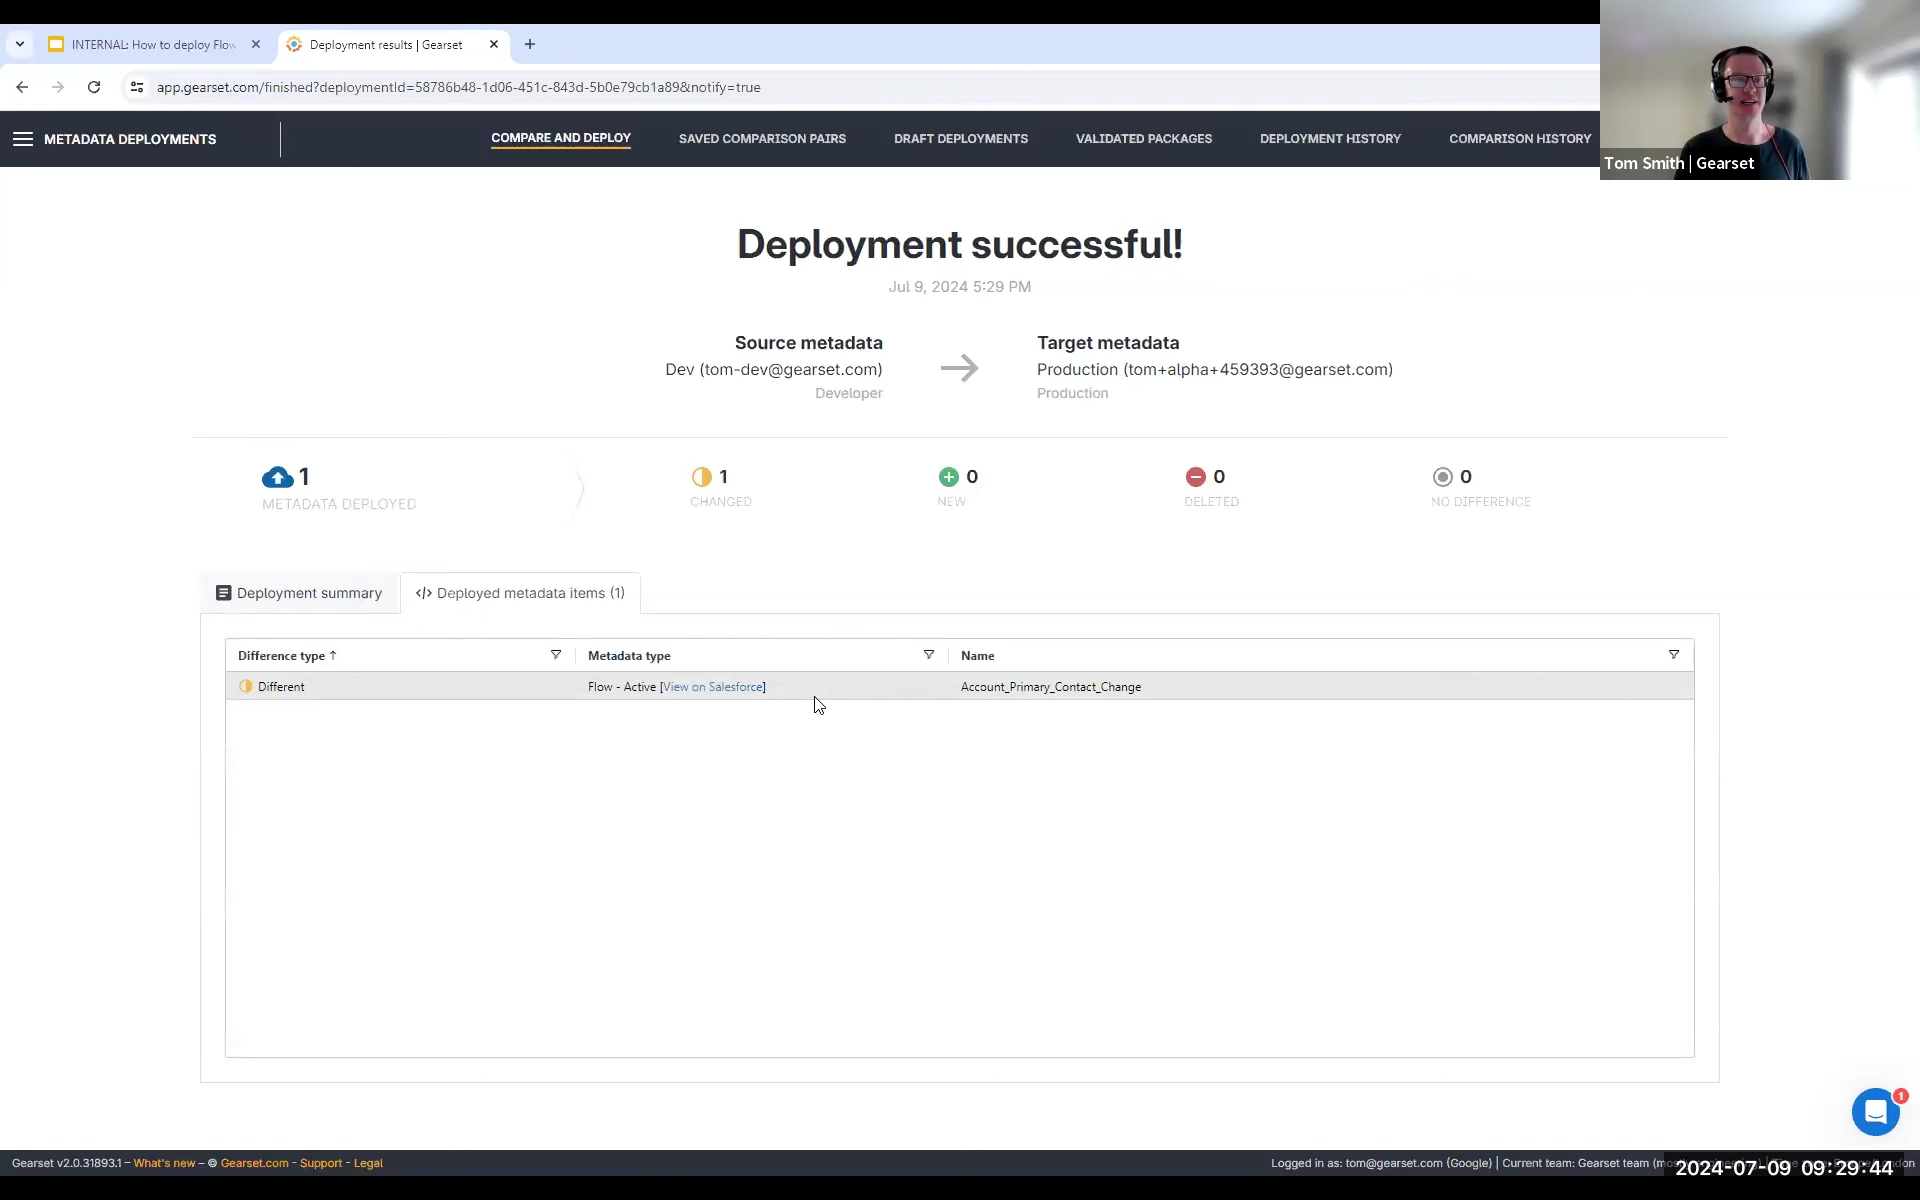 INTERNAL: How to deploy Flow
Deployment results | Gearset
app.gearset.com/finished?deploymentId=58786b48-1d06-451c-843d-5b0e79cb1a89&notify=true
METADATA DEPLOYMENTS
COMPARE AND DEPLOY
SAVED COMPARISON PAIRS
DRAFT DEPLOYMENTS
VALIDATED PACKAGES
DEPLOYMENT HISTORY
COMPARISON HISTORY
Tom Smith | Gearset
Deployment successful!
Jul 9, 2024 5:29 PM
Source metadata
Dev (tom-dev@gearset.com)
Developer
Target metadata
Production (tom+alpha+459393@gearset.com)
Production
1
METADATA DEPLOYED
1
CHANGED
0
NEW
0
DELETED
0
NO DIFFERENCE
Deployment summary
Deployed metadata items (1)
Difference type
Metadata type
Name
Different
Flow - Active [View on Salesforce]
Account_Primary_Contact_Change
1
Gearset v2.0.31893.1 – What's new – © Gearset.com - Support - Legal
Logged in as: tom@gearset.com (Google) | Current team: Gearset team
2024-07-09 09:29:44